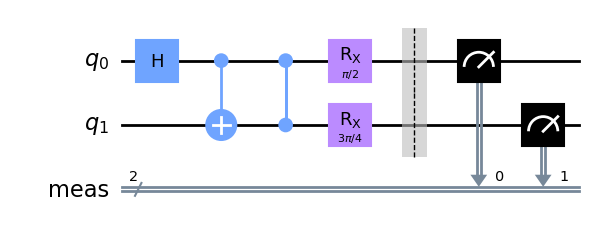 q0 H RX π/2
q1 RX 3π/4
meas 2 0 1